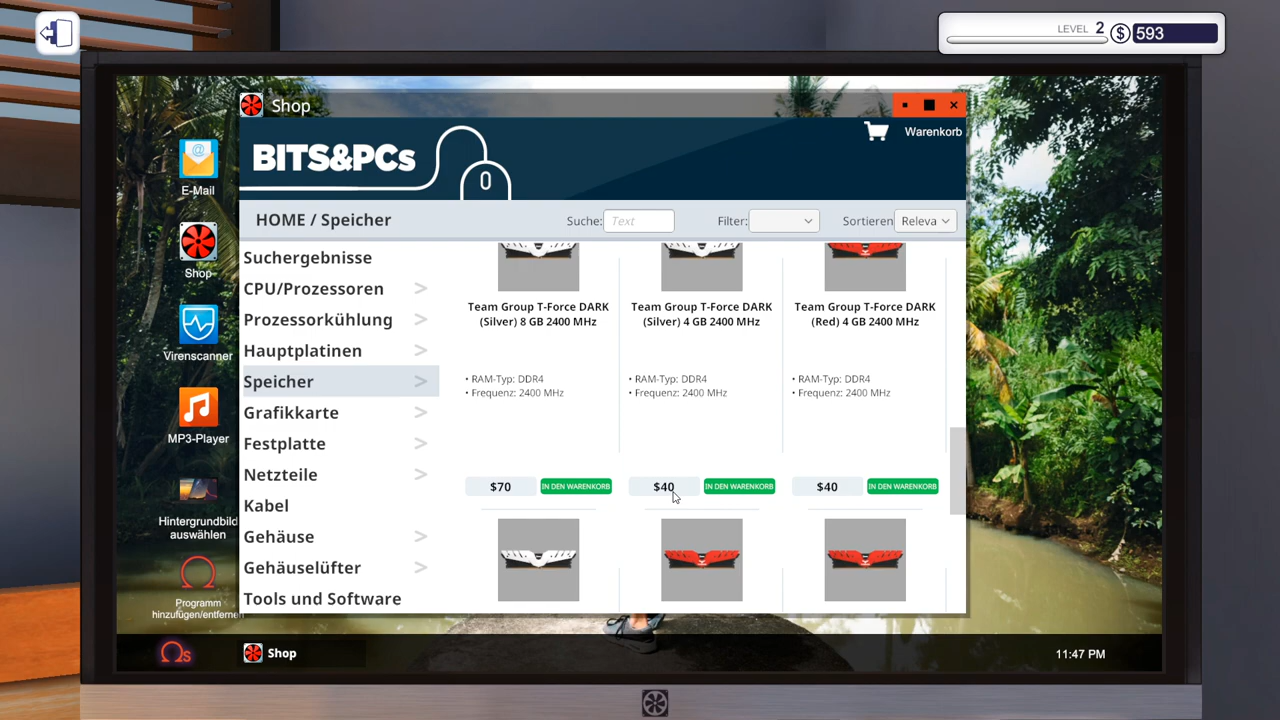 LEVEL 2
$ 593
Shop
Warenkorb
BITS&PCs
HOME / Speicher
Suche: Text
Filter:
Sortieren Releva
E-Mail
Shop
Virenscanner
MP3-Player
Hintergrundbild
auswählen
Programm
hinzufügen/entferne
Suchergebnisse
CPU/Prozessoren >
Prozessorkühlung >
Hauptplatinen >
Speicher >
Grafikkarte >
Festplatte >
Netzteile >
Kabel
Gehäuse >
Gehäuselüfter >
Tools und Software
Team Group T-Force DARK
(Silver) 8 GB 2400 MHz
• RAM-Typ: DDR4
• Frequenz: 2400 MHz
$70 IN DEN WARENKORB
Team Group T-Force DARK
(Silver) 4 GB 2400 MHz
• RAM-Typ: DDR4
• Frequenz: 2400 MHz
$40 IN DEN WARENKORB
Team Group T-Force DARK
(Red) 4 GB 2400 MHz
• RAM-Typ: DDR4
• Frequenz: 2400 MHz
$40 IN DEN WARENKORB
Ωs
Shop
11:47 PM